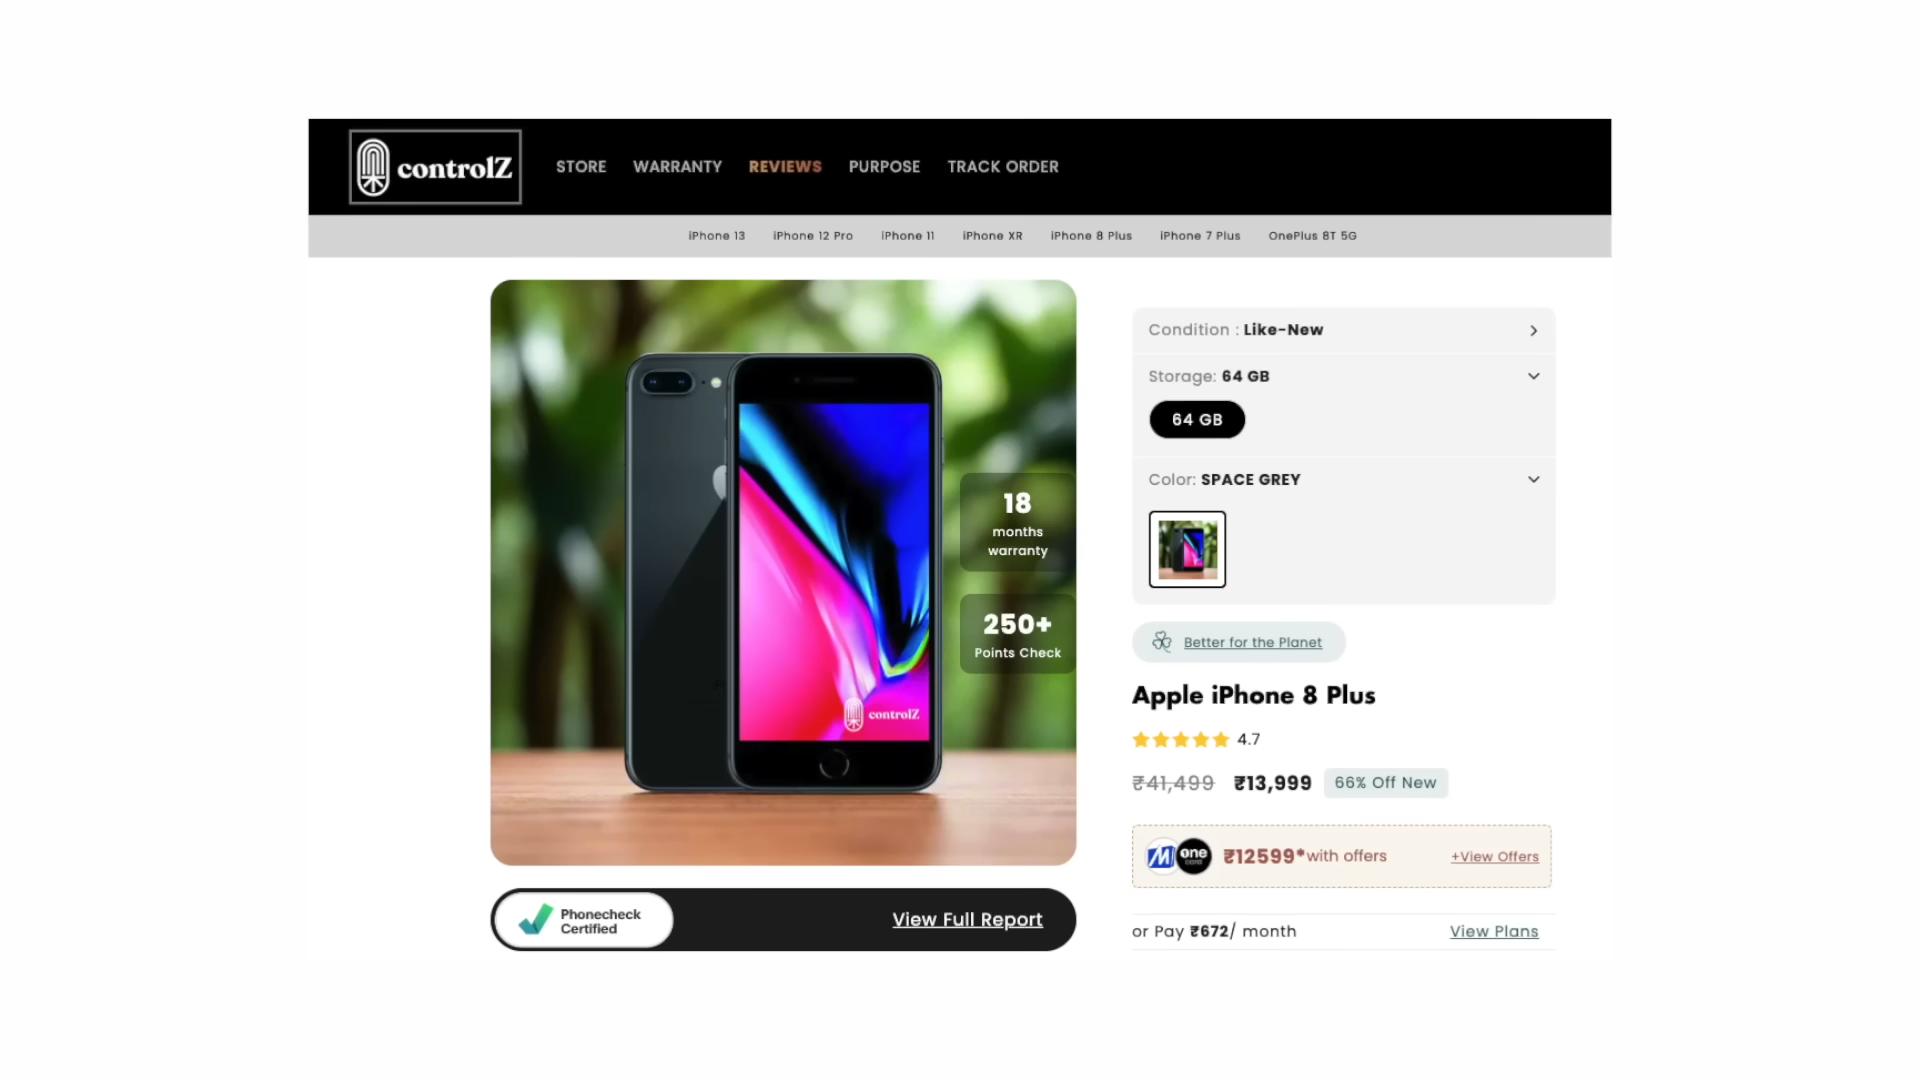 controlZ
STORE WARRANTY REVIEWS PURPOSE TRACK ORDER
iPhone 13 iPhone 12 Pro iPhone 11 iPhone XR iPhone 8 Plus iPhone 7 Plus OnePlus 8T 5G
18
months
warranty
250+
Points Check
controlZ
Phonecheck
Certified
View Full Report
Condition : Like-New
Storage: 64 GB
64 GB
Color: SPACE GREY
Better for the Planet
Apple iPhone 8 Plus
4.7
₹41,499 ₹13,999 66% Off New
one
card
₹12599* with offers +View Offers
or Pay ₹672/ month View Plans